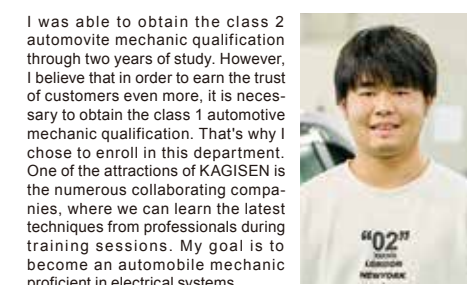 I was able to obtain the class 2
automovite mechanic qualification
through two years of study. However,
I believe that in order to earn the trust
of customers even more, it is neces-
sary to obtain the class 1 automotive
mechanic qualification. That's why I
chose to enroll in this department.
One of the attractions of KAGISEN is
the numerous collaborating compa-
nies, where we can learn the latest
techniques from professionals during
training sessions. My goal is to
become an automobile mechanic
proficient in electrical systems
“02”
LONDON
NEWYORK